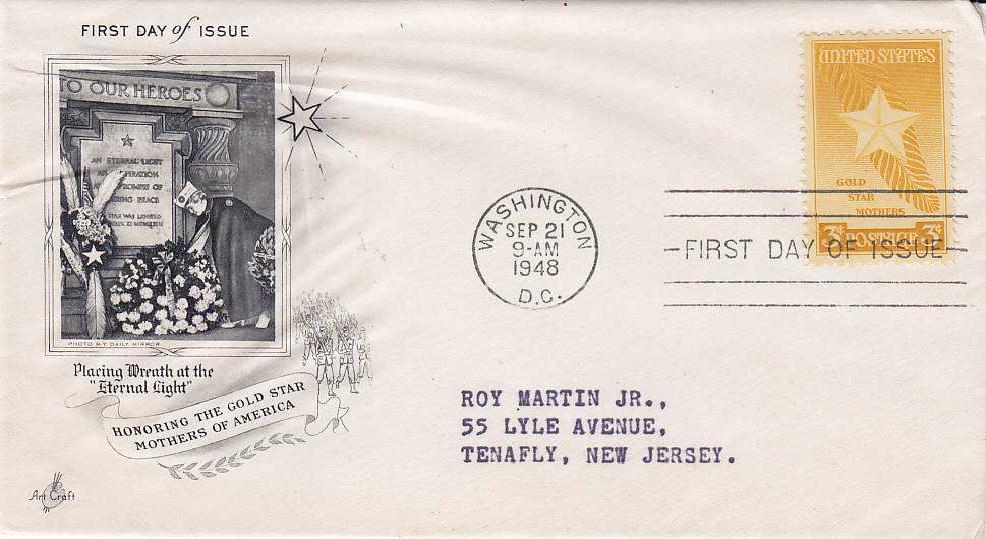 FIRST DAY of ISSUE
TO OUR HEROES
AN ETERNAL LIGHT
PHOTO N.Y. DAILY MIRROR
Placing Wreath at the
"Eternal Light"
HONORING THE GOLD STAR
MOTHERS OF AMERICA
Art Craft
WASHINGTON
SEP 21
9-AM
1948
D.C.
UNITED STATES
GOLD
STAR
MOTHERS
3¢ POSTAGE 3¢
FIRST DAY OF ISSUE
ROY MARTIN JR.,
55 LYLE AVENUE,
TENAFLY, NEW JERSEY.